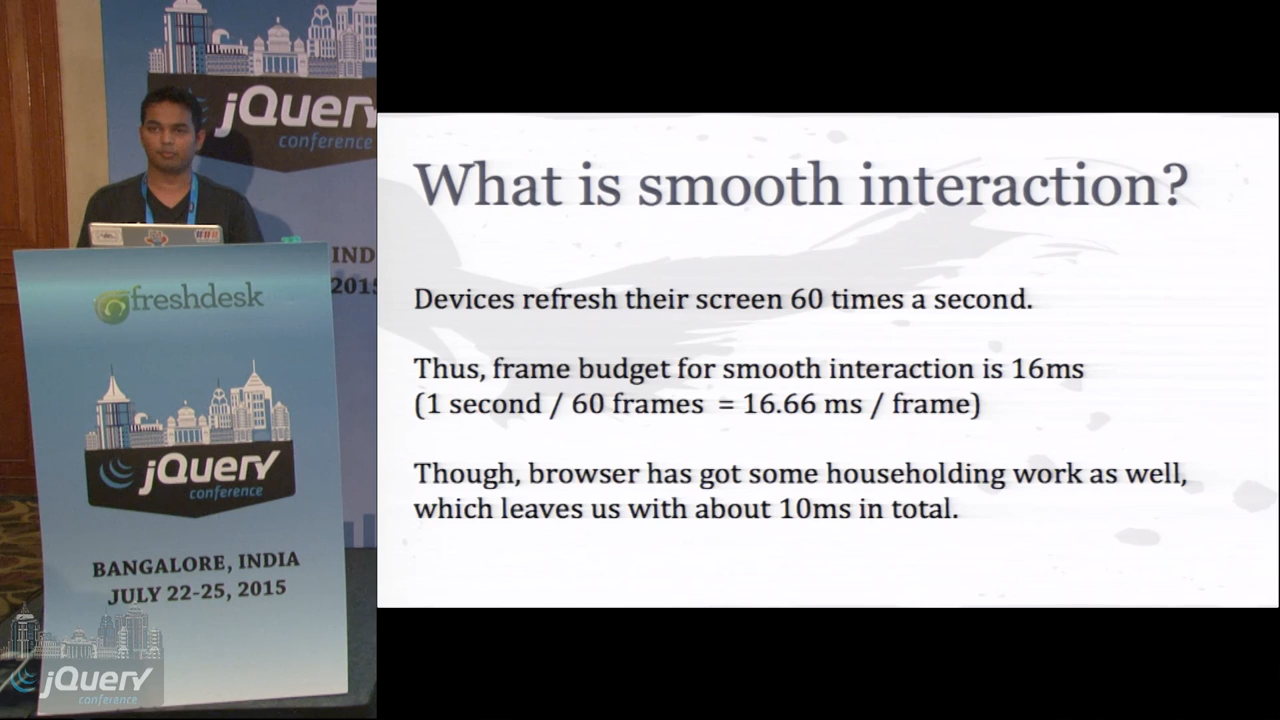 jQuery
conference
IND
2015
freshdesk
jQuery
conference
BANGALORE, INDIA
JULY 22-25, 2015
jQuery
conference
What is smooth interaction?
Devices refresh their screen 60 times a second.
Thus, frame budget for smooth interaction is 16ms
(1 second / 60 frames = 16.66 ms / frame)
Though, browser has got some householding work as well,
which leaves us with about 10ms in total.